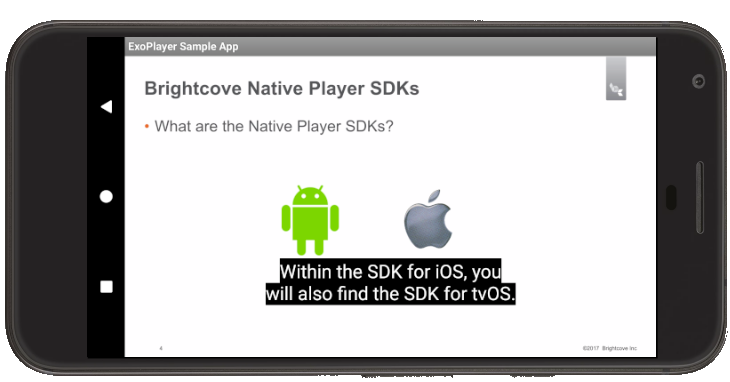 ExoPlayer Sample App
Brightcove Native Player SDKs
• What are the Native Player SDKs?
Within the SDK for iOS, you
will also find the SDK for tvOS.
4
©2017 Brightcove Inc